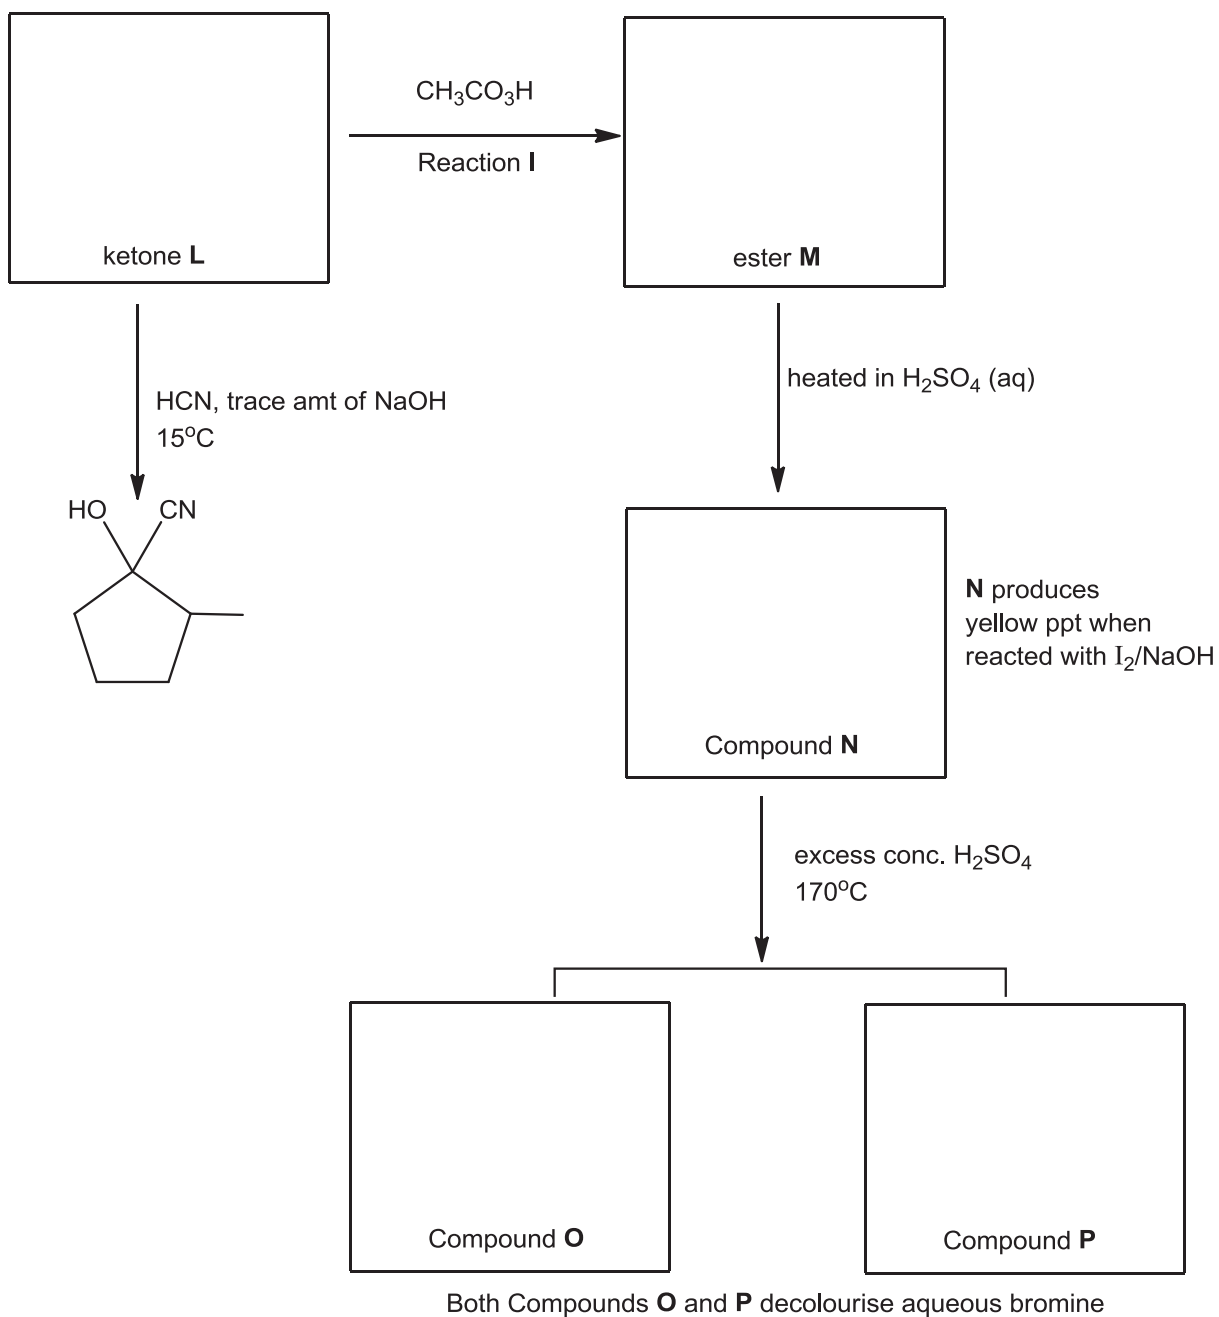 CH₃CO₃H
Reaction I
ketone L
ester M
HCN, trace amt of NaOH
15°C
heated in H₂SO₄ (aq)
HO
CN
N produces
yellow ppt when
reacted with I₂/NaOH
Compound N
excess conc. H₂SO₄
170°C
Compound O
Compound P
Both Compounds O and P decolourise aqueous bromine